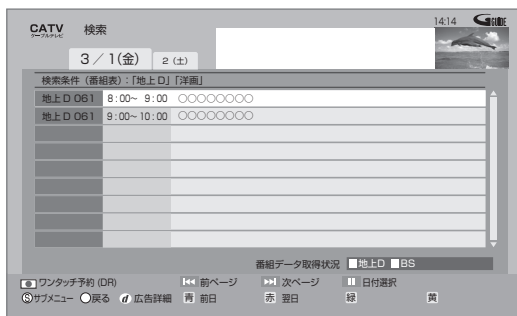 CATV 検索 14:14 GGUIDE
ケーブルテレビ
3／1(金) 2(土)
検索条件（番組表）：「地上D」「洋画」
地上D 061 8:00～ 9:00 ○○○○○○○○
地上D 061 9:00～10:00 ○○○○○○○○
番組データ取得状況 地上D BS
ワンタッチ予約(DR) 前ページ 次ページ 日付選択
Sサブメニュー 戻る d 広告詳細 青 前日 赤 翌日 緑 黄